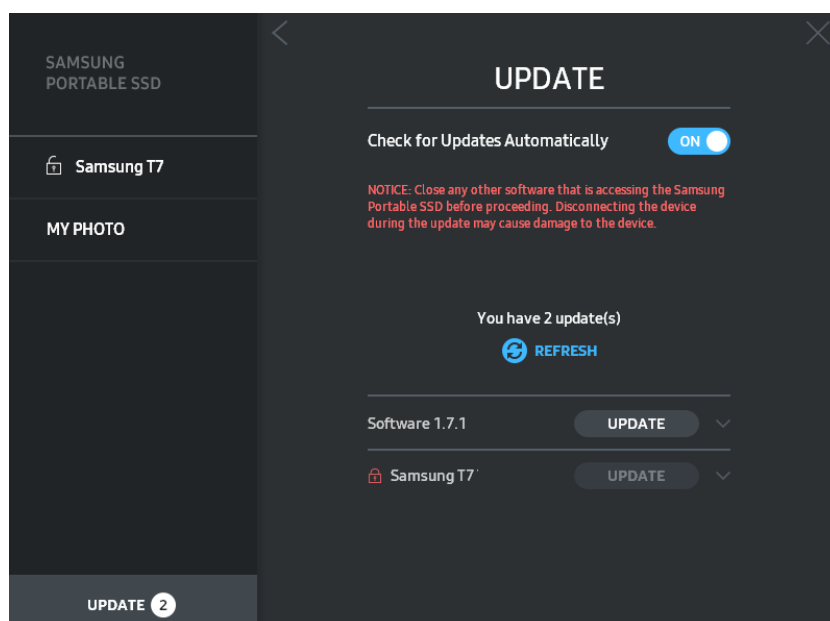 SAMSUNG
PORTABLE SSD
Samsung T7
MY PHOTO
UPDATE 2
UPDATE
Check for Updates Automatically
ON
NOTICE: Close any other software that is accessing the Samsung
Portable SSD before proceeding. Disconnecting the device
during the update may cause damage to the device.
You have 2 update(s)
REFRESH
Software 1.7.1 UPDATE
Samsung T7 UPDATE